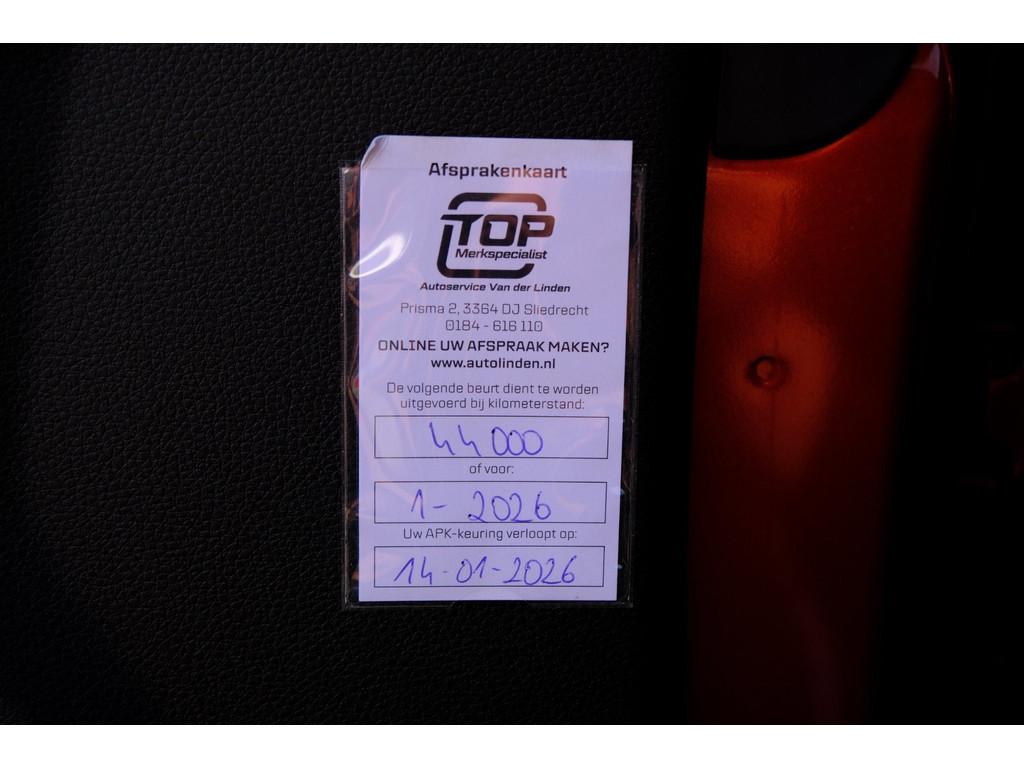 Afsprakenkaart
TOP
Merkspecialist
Autoservice Van der Linden
Prisma 2, 3364 DJ Sliedrecht
0184 - 616 110
ONLINE UW AFSPRAAK MAKEN?
www.autolinden.nl
De volgende beurt dient te worden
uitgevoerd bij kilometerstand:
44 000
of voor:
1- 2026
Uw APK-keuring verloopt op:
14-01-2026